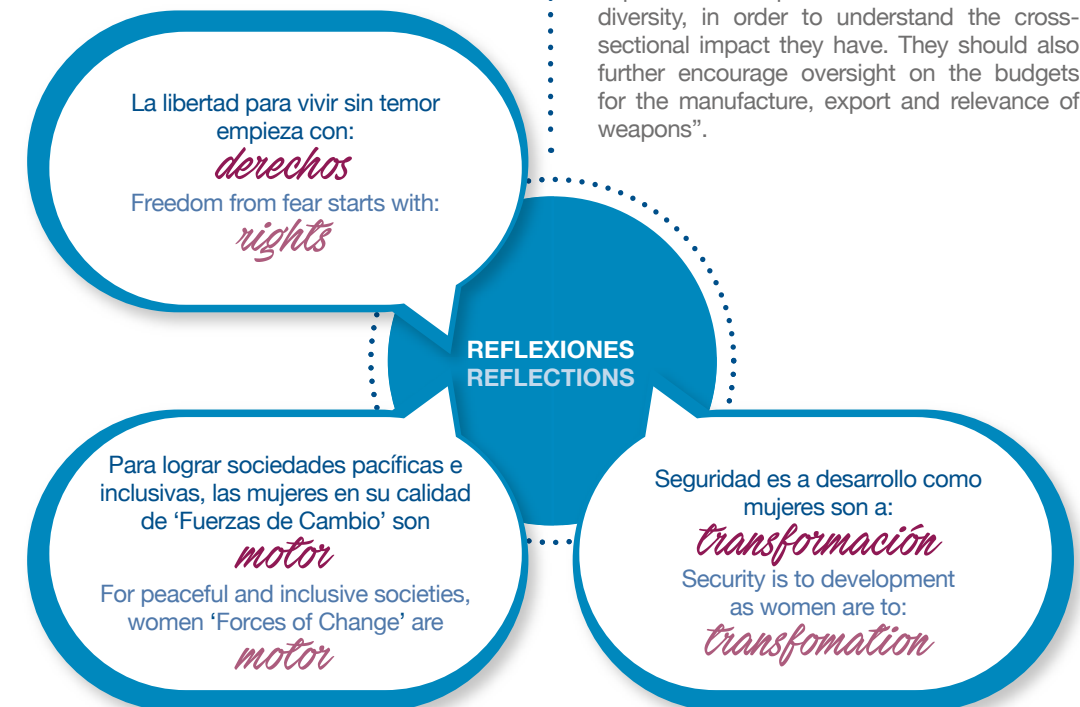 diversity, in order to understand the cross-
sectional impact they have. They should also
further encourage oversight on the budgets
for the manufacture, export and relevance of
weapons”.
La libertad para vivir sin temor
empieza con:
derechos
Freedom from fear starts with:
rights
REFLEXIONES
REFLECTIONS
Para lograr sociedades pacíficas e
inclusivas, las mujeres en su calidad
de ‘Fuerzas de Cambio’ son
motor
For peaceful and inclusive societies,
women ‘Forces of Change’ are
motor
Seguridad es a desarrollo como
mujeres son a:
transformación
Security is to development
as women are to:
transfomation